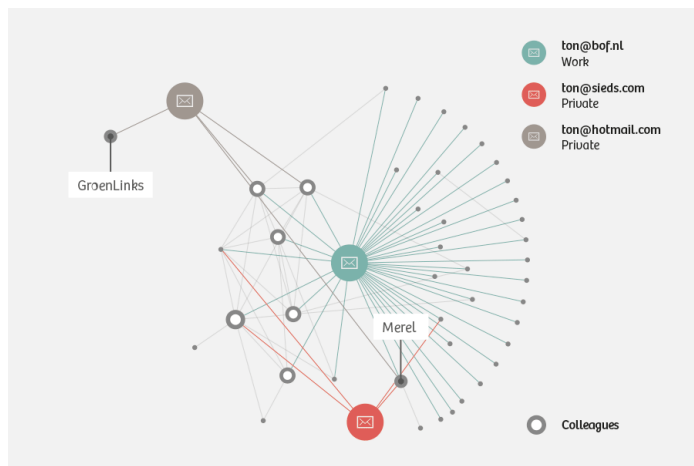 ton@bof.nl
Work
ton@sieds.com
Private
ton@hotmail.com
Private
GroenLinks
Merel
Colleagues